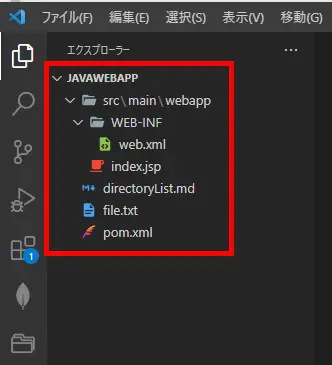 ファイル(F) 編集(E) 選択(S) 表示(V) 移動(G)
エクスプローラー ...
JAVAWEBAPP
src\main\webapp
WEB-INF
web.xml
index.jsp
directoryList.md
file.txt
pom.xml
1